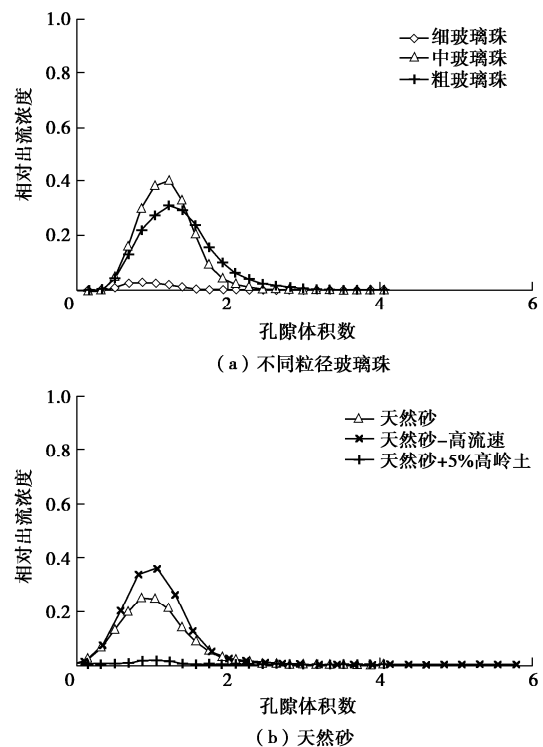 1.0
0.8
0.6
0.4
0.2
0
2
4
6
相对出流浓度
细玻璃珠
中玻璃珠
粗玻璃珠
孔隙体积数
（a）不同粒径玻璃珠
1.0
0.8
0.6
0.4
0.2
0
2
4
6
相对出流浓度
天然砂
天然砂-高流速
天然砂+5%高岭土
孔隙体积数
（b）天然砂